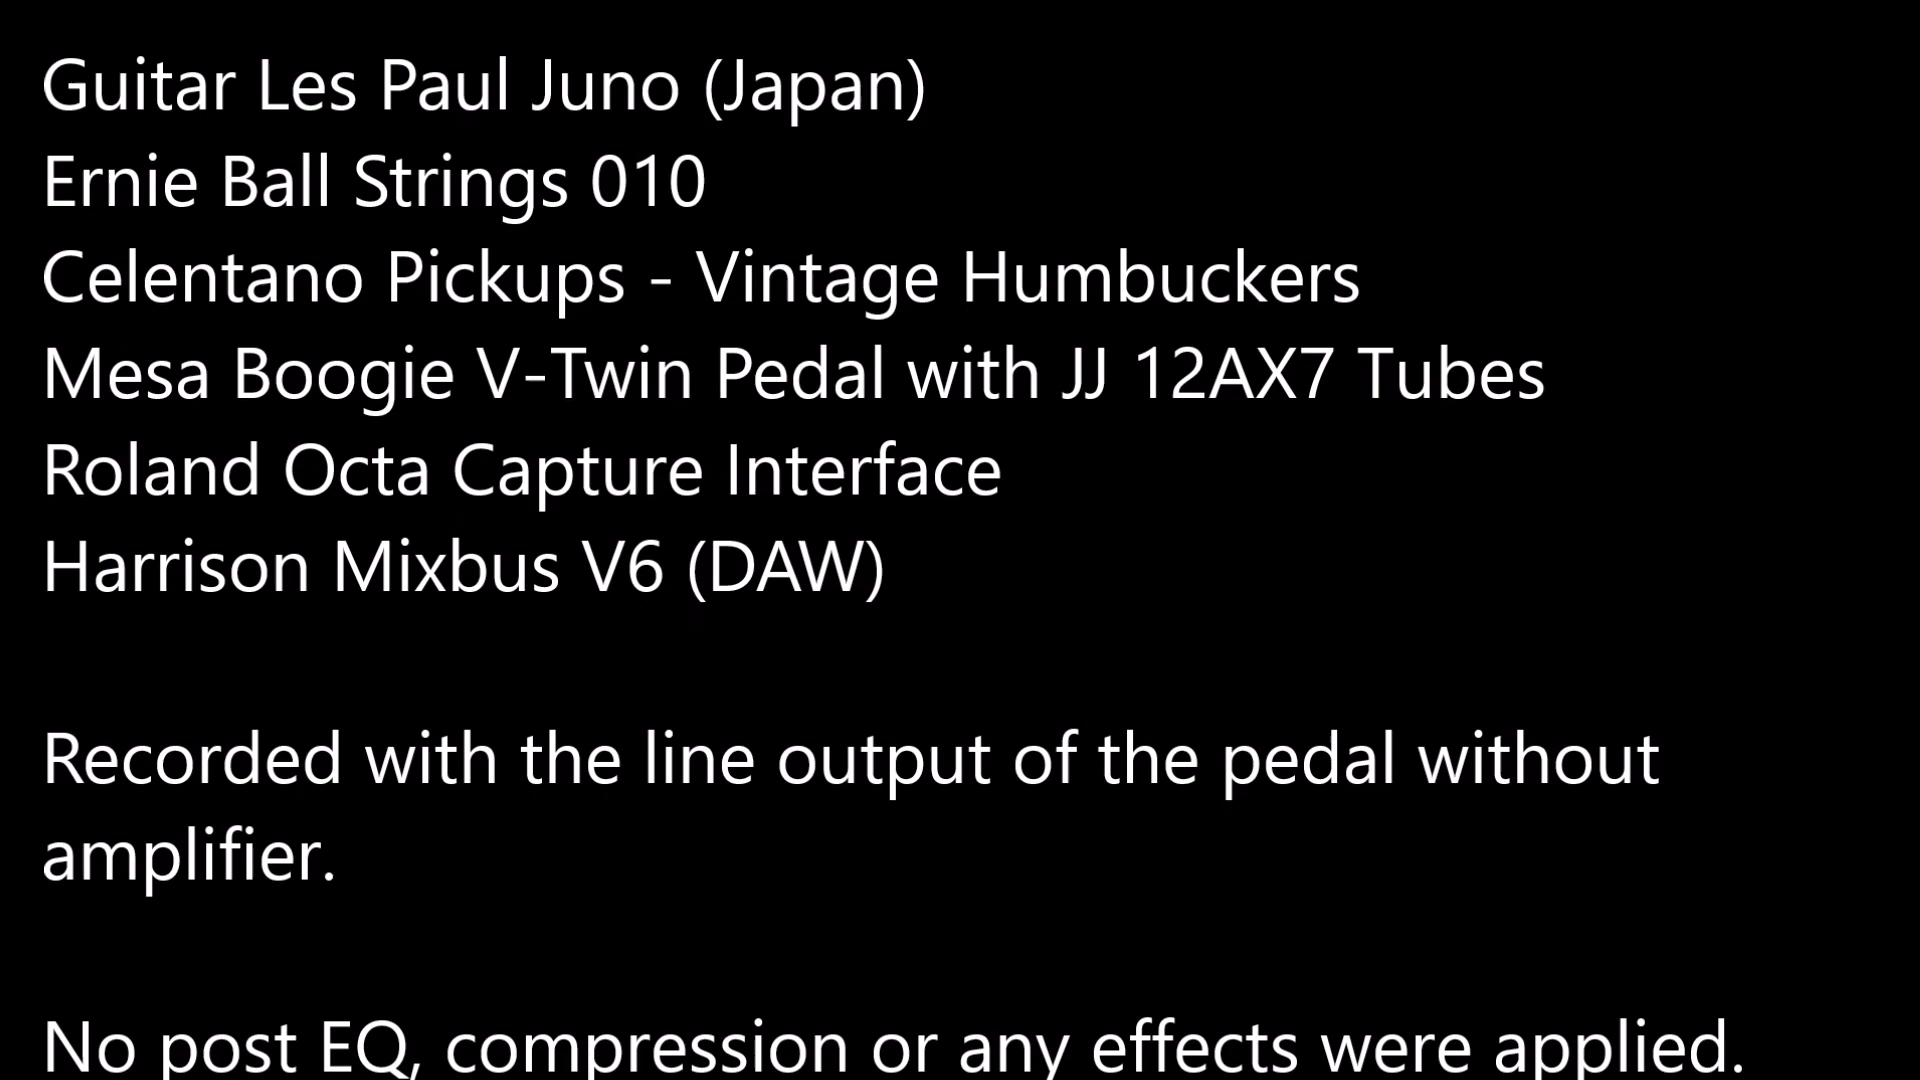 Guitar Les Paul Juno (Japan)
Ernie Ball Strings 010
Celentano Pickups - Vintage Humbuckers
Mesa Boogie V-Twin Pedal with JJ 12AX7 Tubes
Roland Octa Capture Interface
Harrison Mixbus V6 (DAW)
Recorded with the line output of the pedal without
amplifier.
No post EQ, compression or any effects were applied.